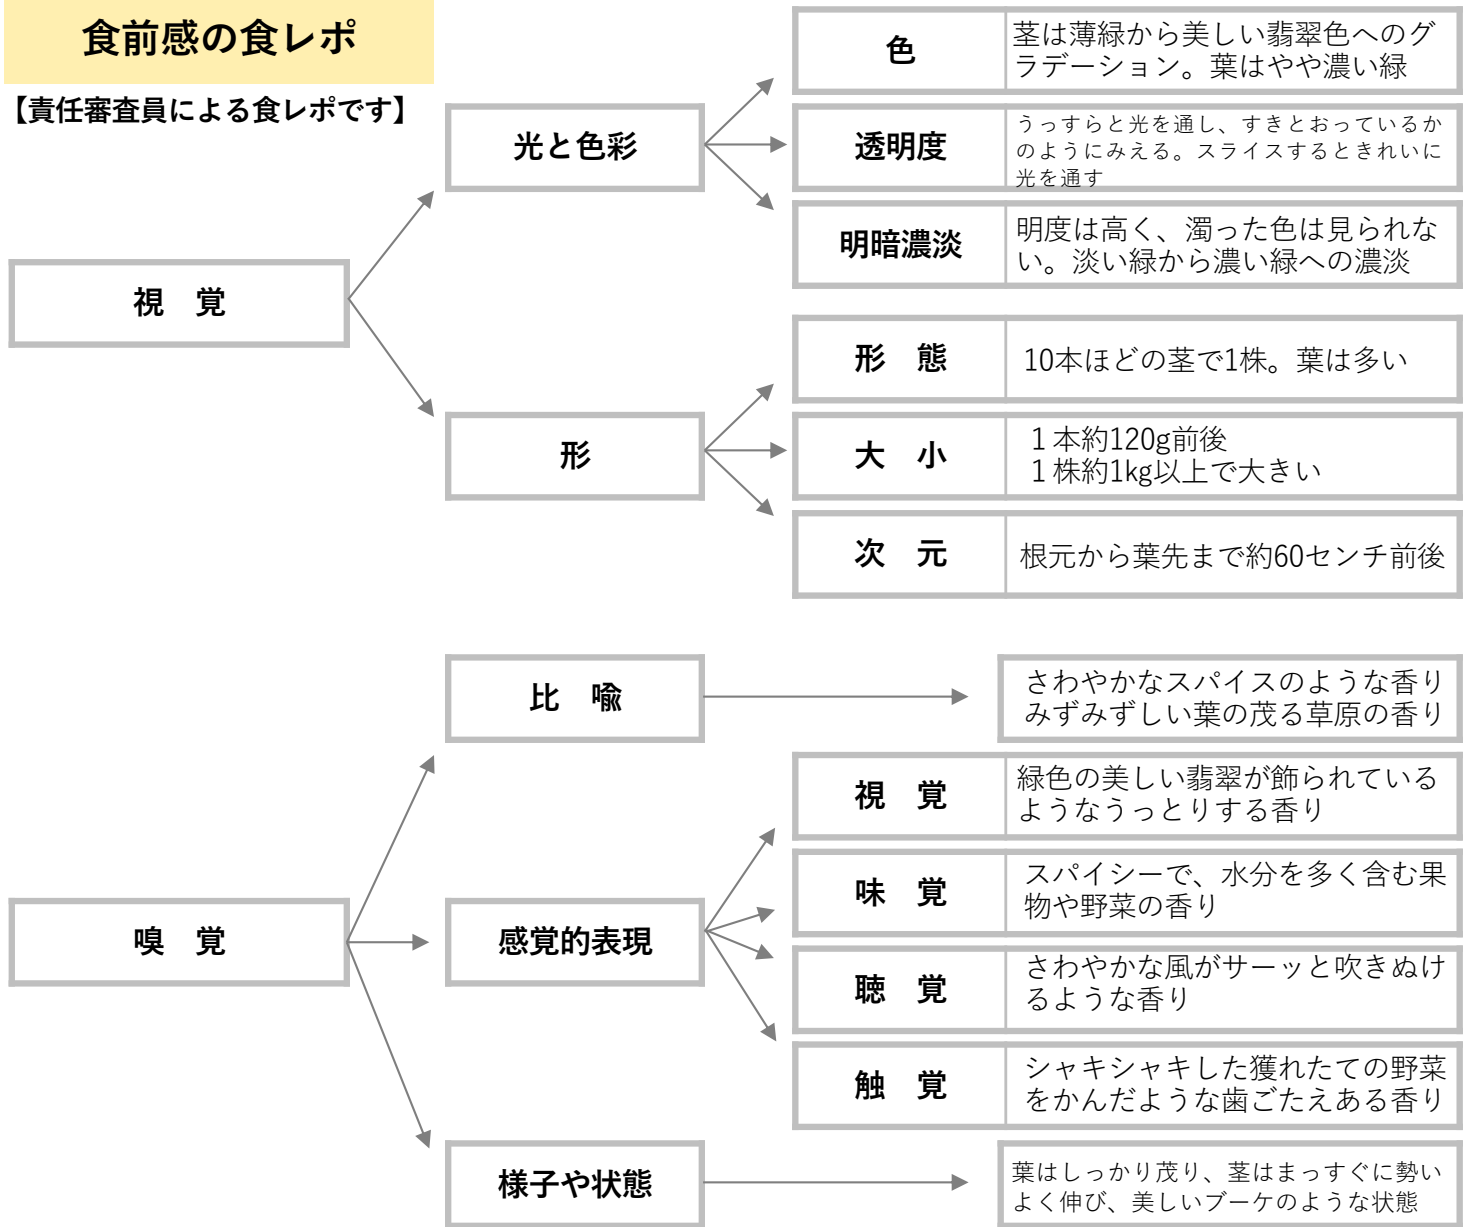 食前感の食レポ
【責任審査員による食レポです】
視　覚
光と色彩
色
茎は薄緑から美しい翡翠色へのグ
ラデーション。葉はやや濃い緑
透明度
うっすらと光を通し、すきとおっているか
のようにみえる。スライスするときれいに
光を通す
明暗濃淡
明度は高く、濁った色は見られな
い。淡い緑から濃い緑への濃淡
形
形　態
10本ほどの茎で1株。葉は多い
大　小
１本約120g前後
１株約1kg以上で大きい
次　元
根元から葉先まで約60センチ前後
嗅　覚
比　喩
さわやかなスパイスのような香り
みずみずしい葉の茂る草原の香り
感覚的表現
視　覚
緑色の美しい翡翠が飾られている
ようなうっとりする香り
味　覚
スパイシーで、水分を多く含む果
物や野菜の香り
聴　覚
さわやかな風がサーッと吹きぬけ
るような香り
触　覚
シャキシャキした獲れたての野菜
をかんだような歯ごたえある香り
様子や状態
葉はしっかり茂り、茎はまっすぐに勢い
よく伸び、美しいブーケのような状態